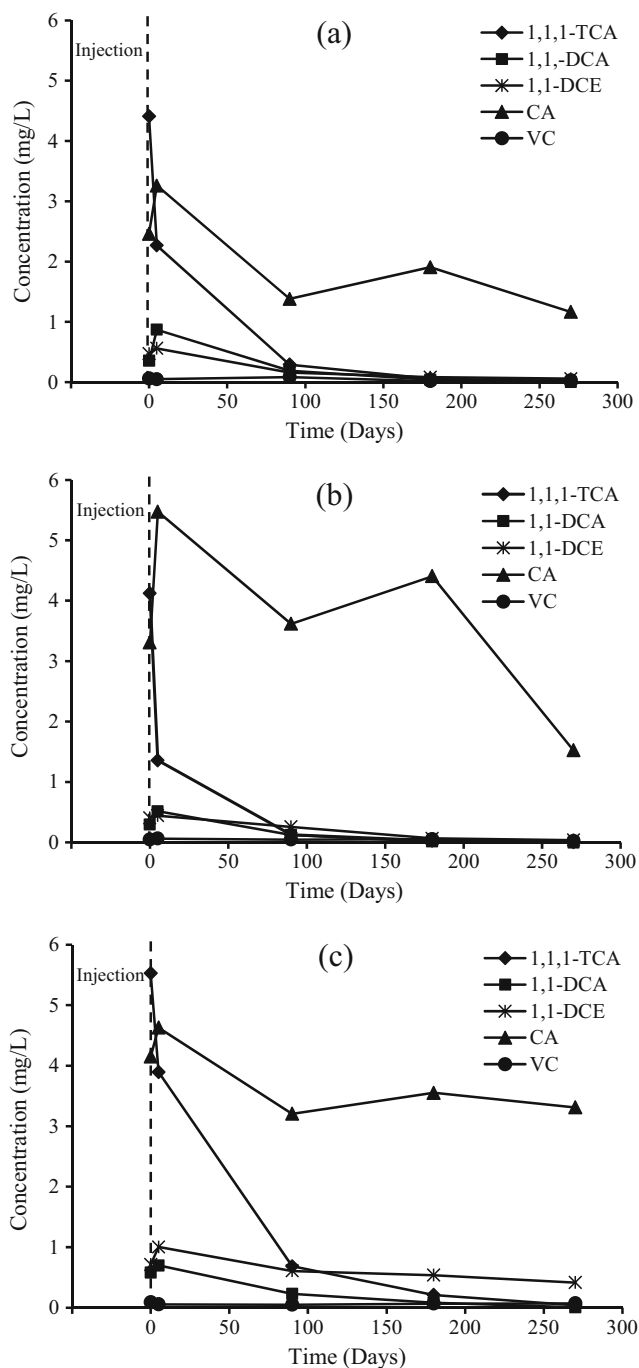 (a)
Injection
1,1,1-TCA
1,1,-DCA
1,1-DCE
CA
VC
Concentration (mg/L)
6
5
4
3
2
1
0
0 50 100 150 200 250 300
Time (Days)
(b)
Injection
1,1,1-TCA
1,1-DCA
1,1-DCE
CA
VC
Concentration (mg/L)
6
5
4
3
2
1
0
0 50 100 150 200 250 300
Time (Days)
(c)
Injection
1,1,1-TCA
1,1-DCA
1,1-DCE
CA
VC
Concentration (mg/L)
6
5
4
3
2
1
0
0 50 100 150 200 250 300
Time (Days)